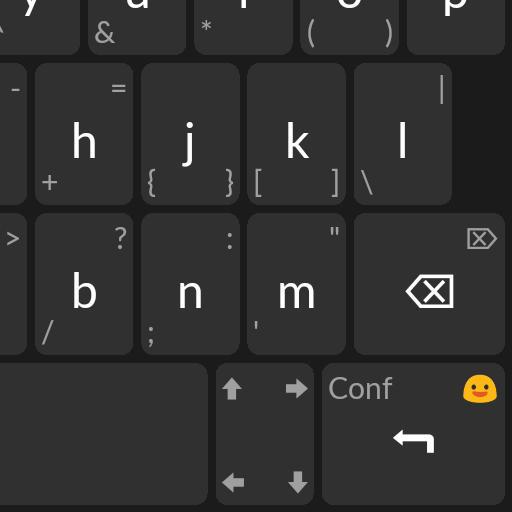 y u i o p
^ & * ( )
- = |
h j k l
+ { } [ ] \
> ? : "
b n m
/ ; '
Conf